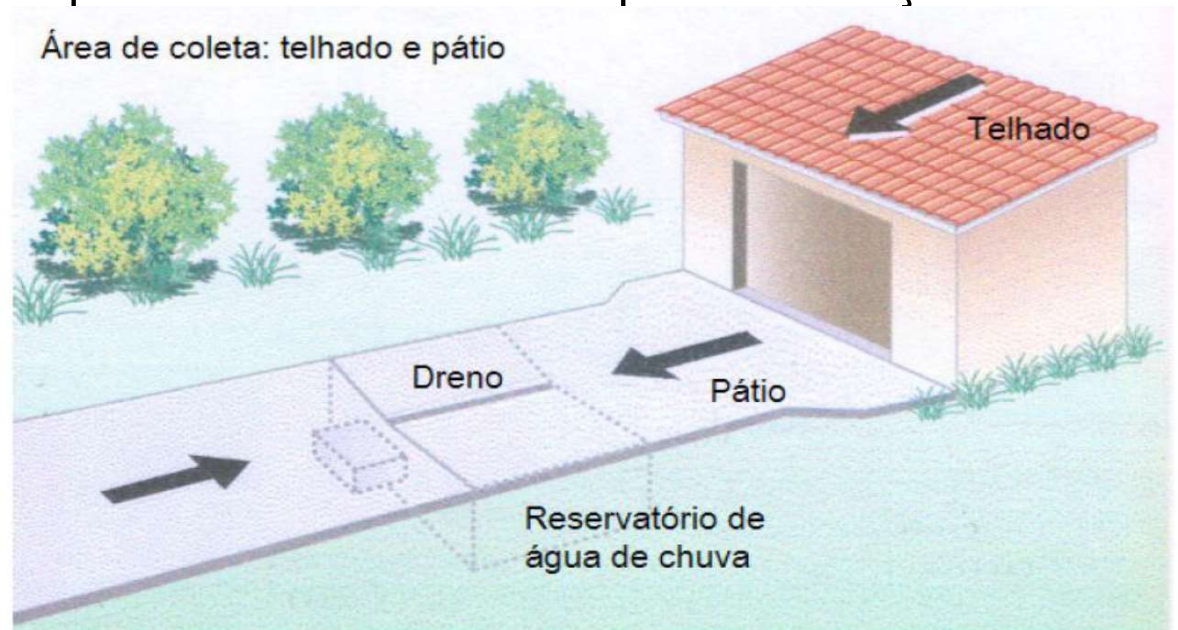 Área de coleta: telhado e pátio
Telhado
Dreno
Pátio
Reservatório de
água de chuva